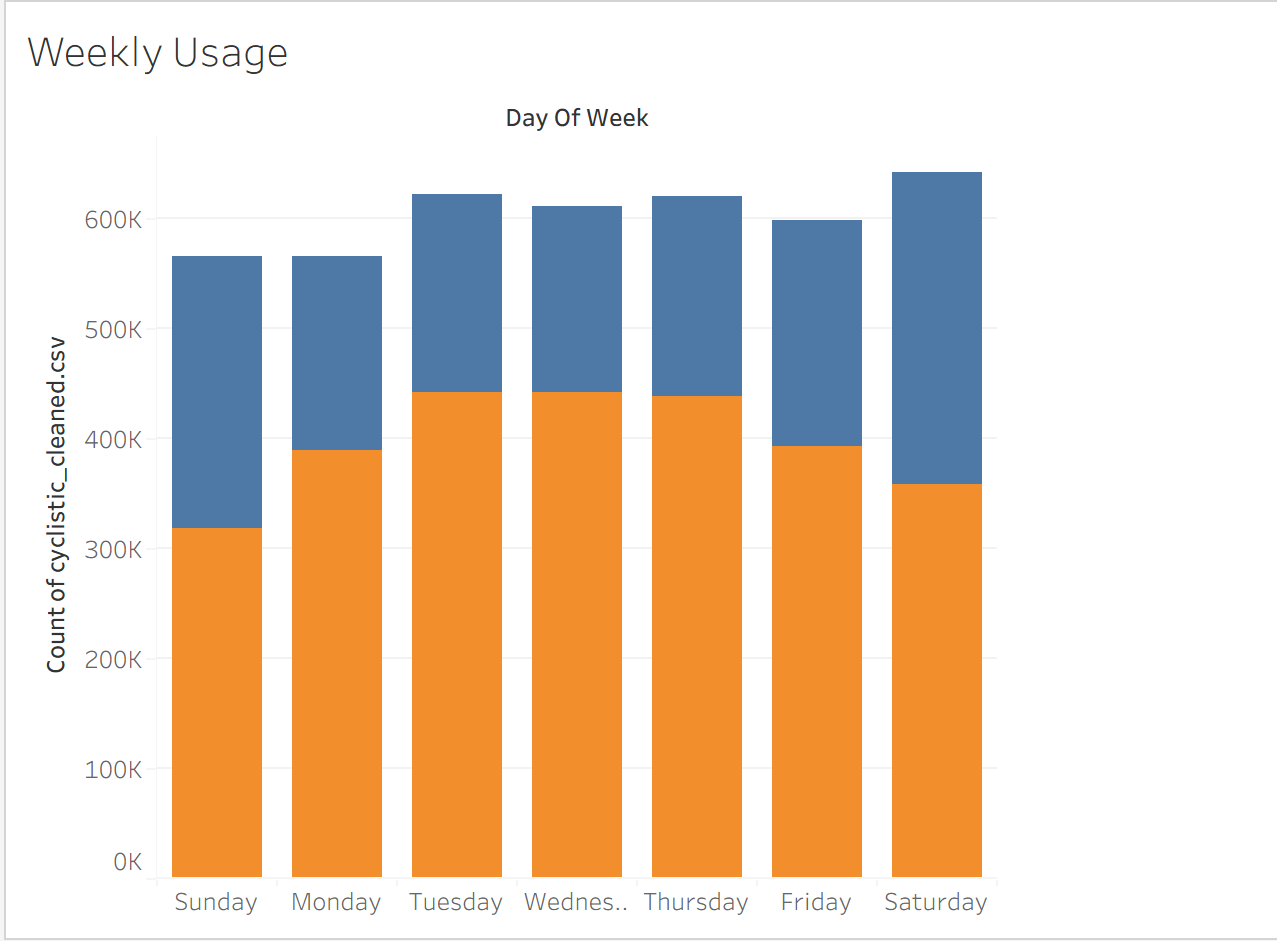 Weekly Usage
Day Of Week
Count of cyclistic_cleaned.csv
600K
500K
400K
300K
200K
100K
0K
Sunday Monday Tuesday Wednes.. Thursday Friday Saturday